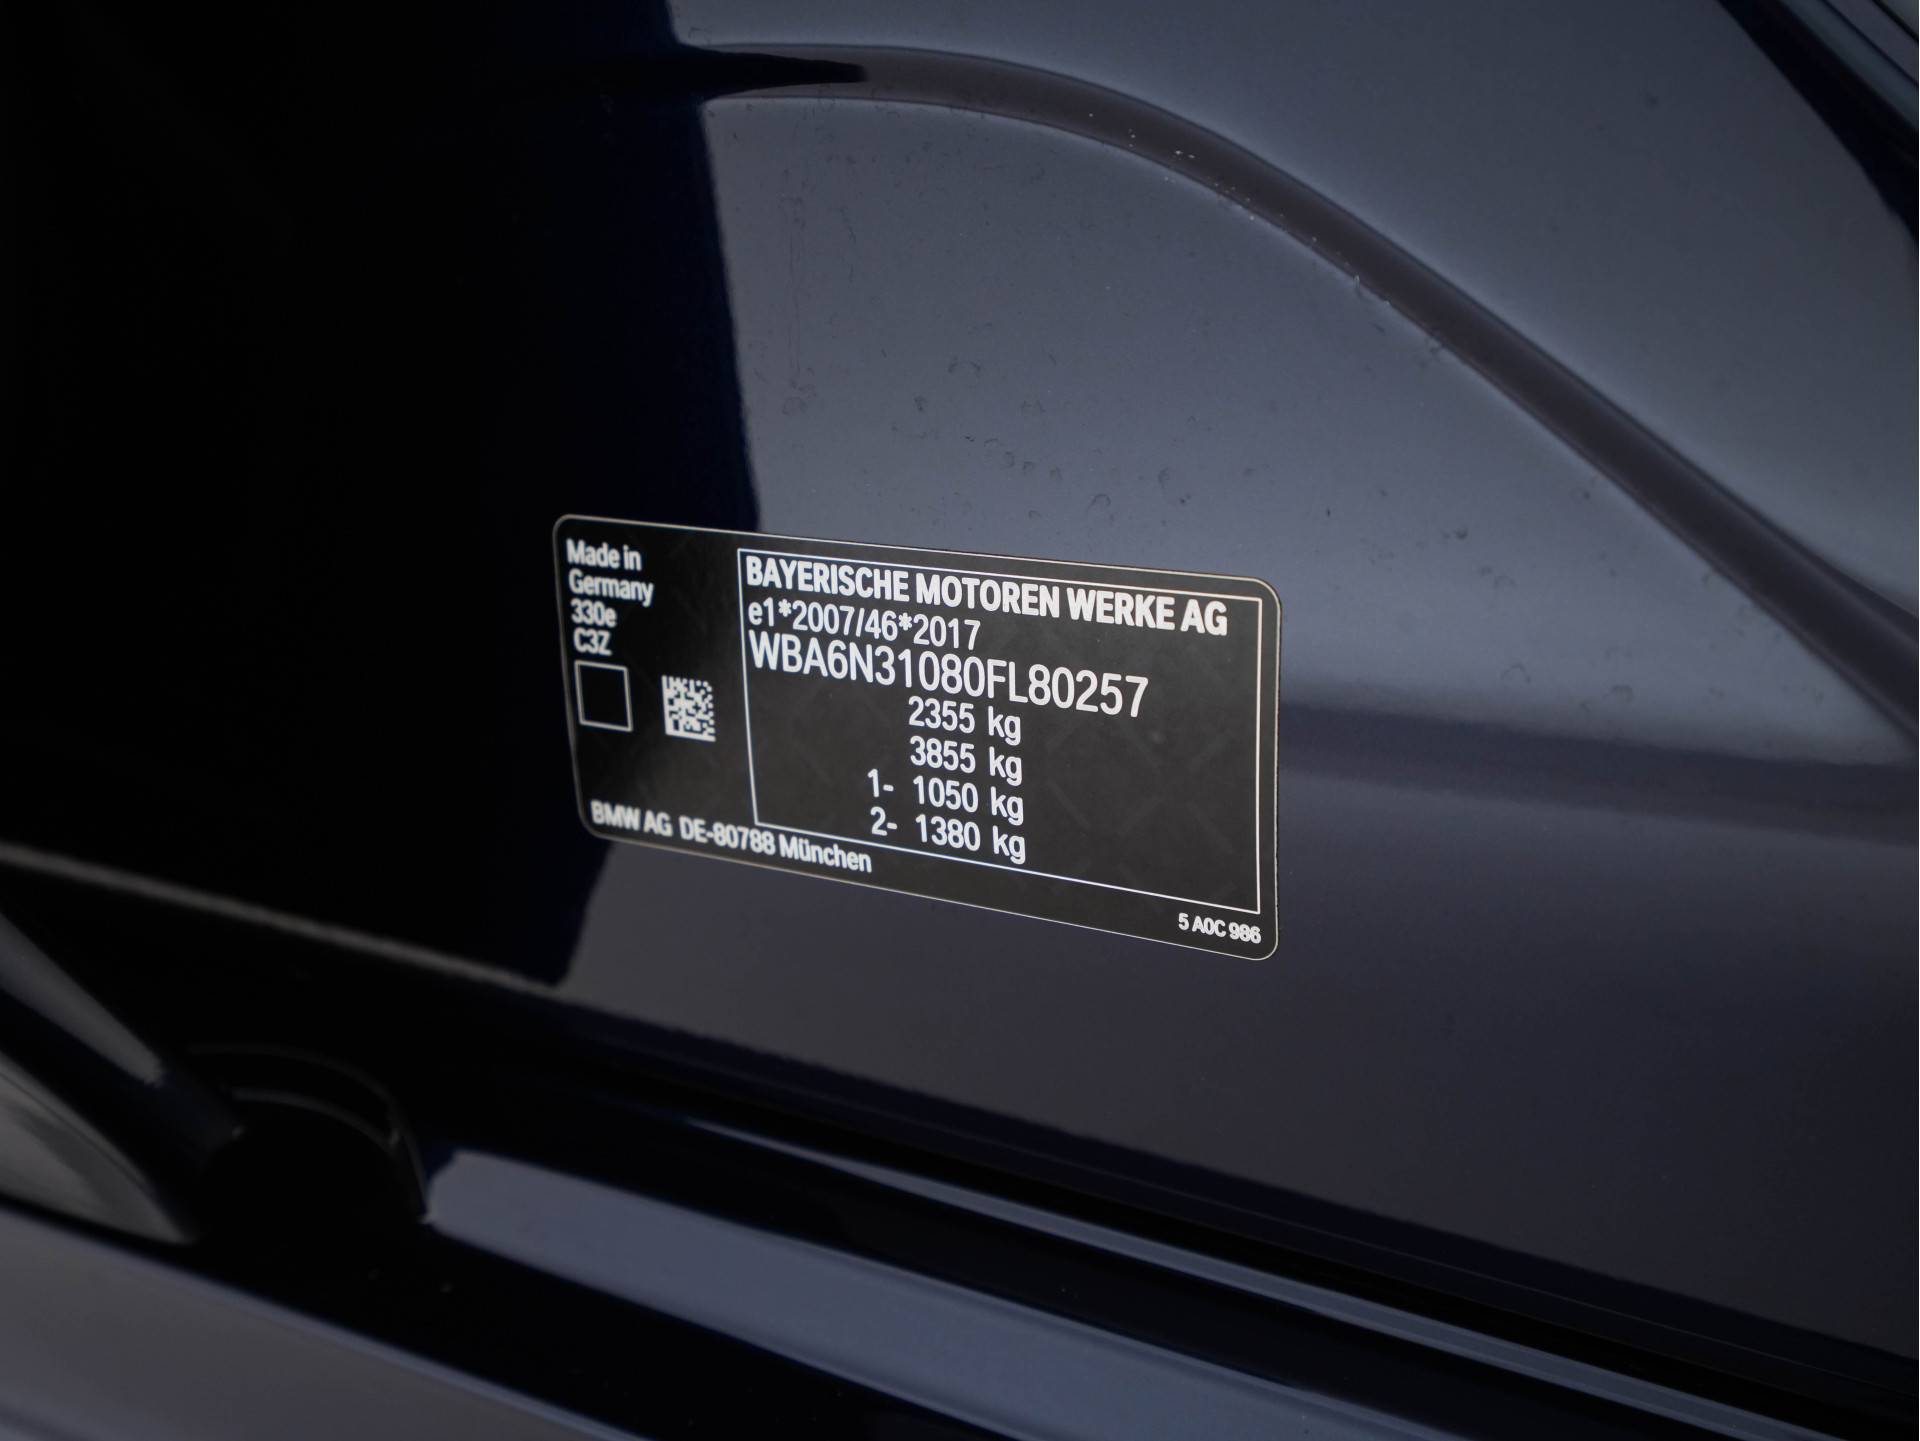 Made in
Germany
330e
C3Z
BAYERISCHE MOTOREN WERKE AG
e1*2007/46*2017
WBA6N31080FL80257
2355 kg
3855 kg
1- 1050 kg
2- 1380 kg
BMW AG DE-80788 München
5 A0C 986